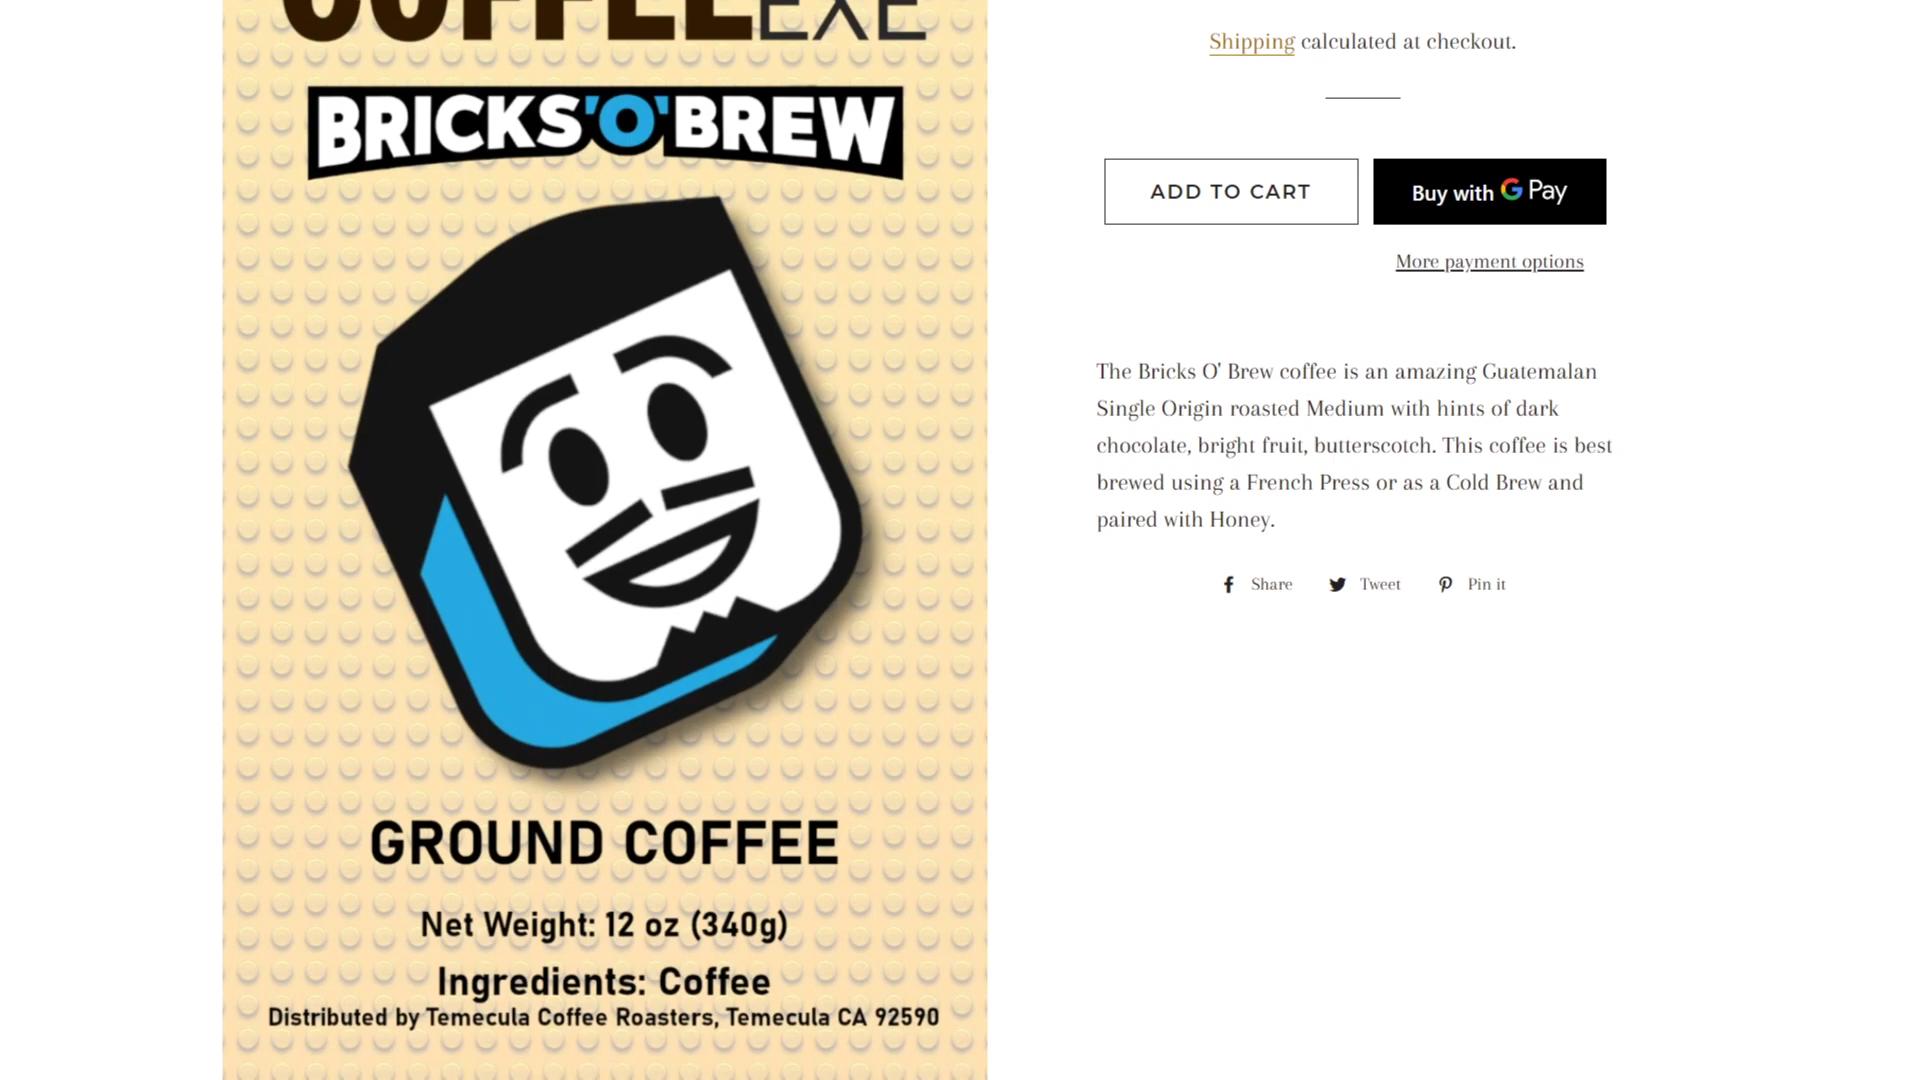 COFFEE EXE
BRICKS'O'BREW
GROUND COFFEE
Net Weight: 12 oz (340g)
Ingredients: Coffee
Distributed by Temecula Coffee Roasters, Temecula CA 92590
Shipping calculated at checkout.
ADD TO CART
Buy with G Pay
More payment options
The Bricks O' Brew coffee is an amazing Guatemalan
Single Origin roasted Medium with hints of dark
chocolate, bright fruit, butterscotch. This coffee is best
brewed using a French Press or as a Cold Brew and
paired with Honey.
Share Tweet Pin it